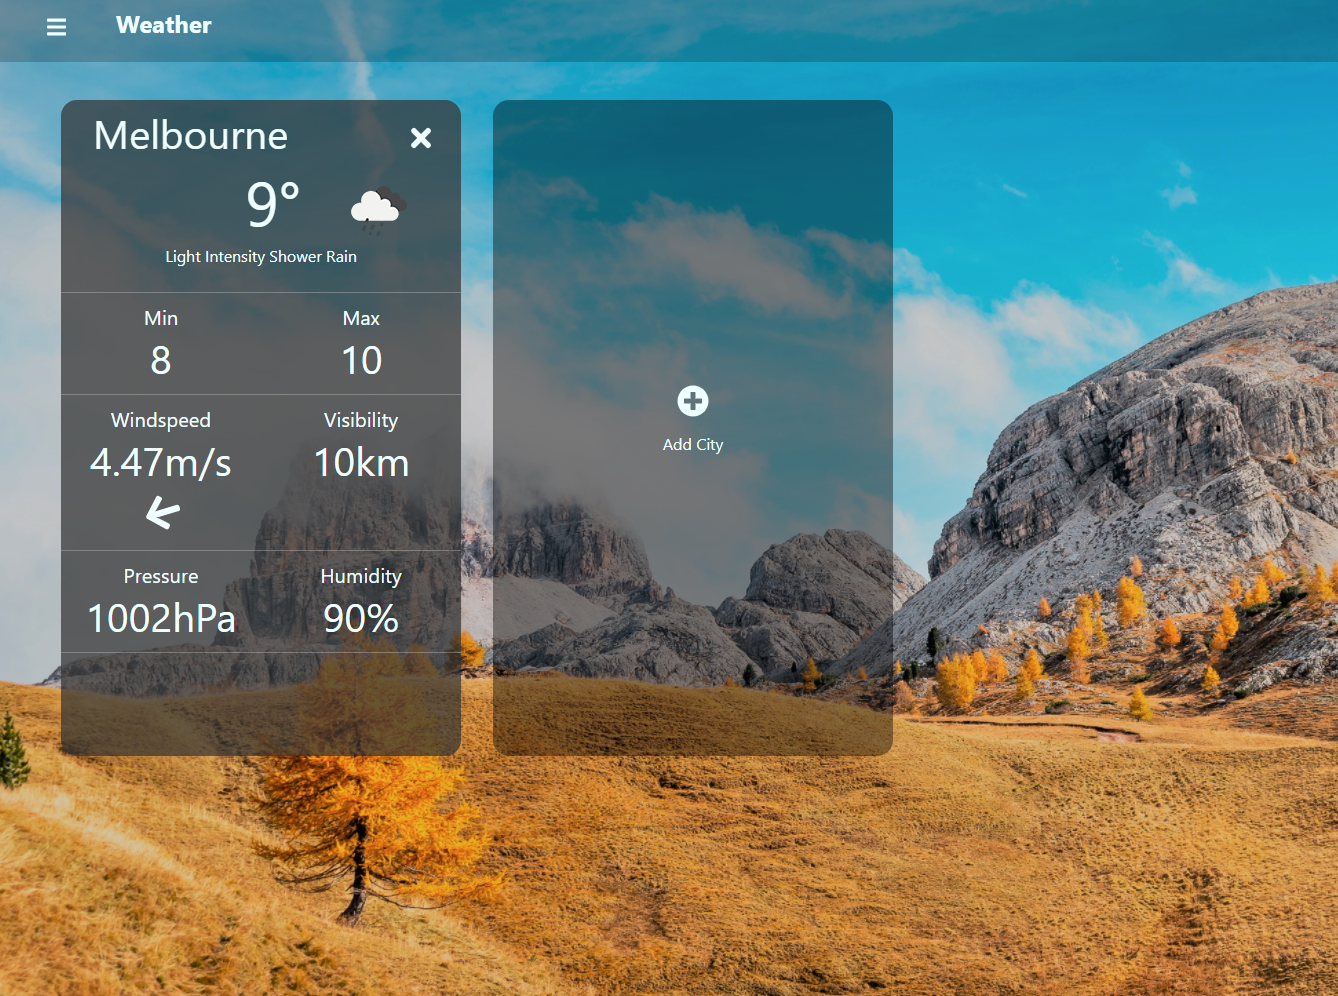 Weather
Melbourne
9°
Light Intensity Shower Rain
Min Max
8 10
Windspeed Visibility
4.47m/s 10km
Pressure Humidity
1002hPa 90%
Add City